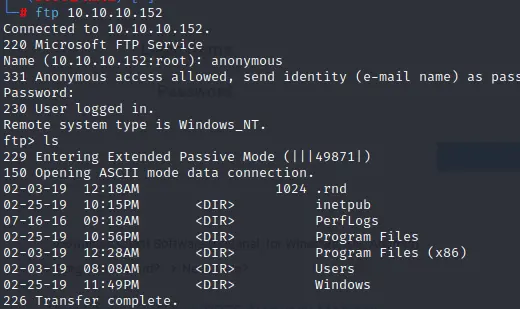 # ftp 10.10.10.152
Connected to 10.10.10.152.
220 Microsoft FTP Service
Name (10.10.10.152:root): anonymous
331 Anonymous access allowed, send identity (e-mail name) as pass
Password:
230 User logged in.
Remote system type is Windows_NT.
ftp> ls
229 Entering Extended Passive Mode (|||49871|)
150 Opening ASCII mode data connection.
02-03-19 12:18AM 1024 .rnd
02-25-19 10:15PM <DIR> inetpub
07-16-16 09:18AM <DIR> PerfLogs
02-25-19 10:56PM <DIR> Program Files
02-03-19 12:28AM <DIR> Program Files (x86)
02-03-19 08:08AM <DIR> Users
02-25-19 11:49PM <DIR> Windows
226 Transfer complete.